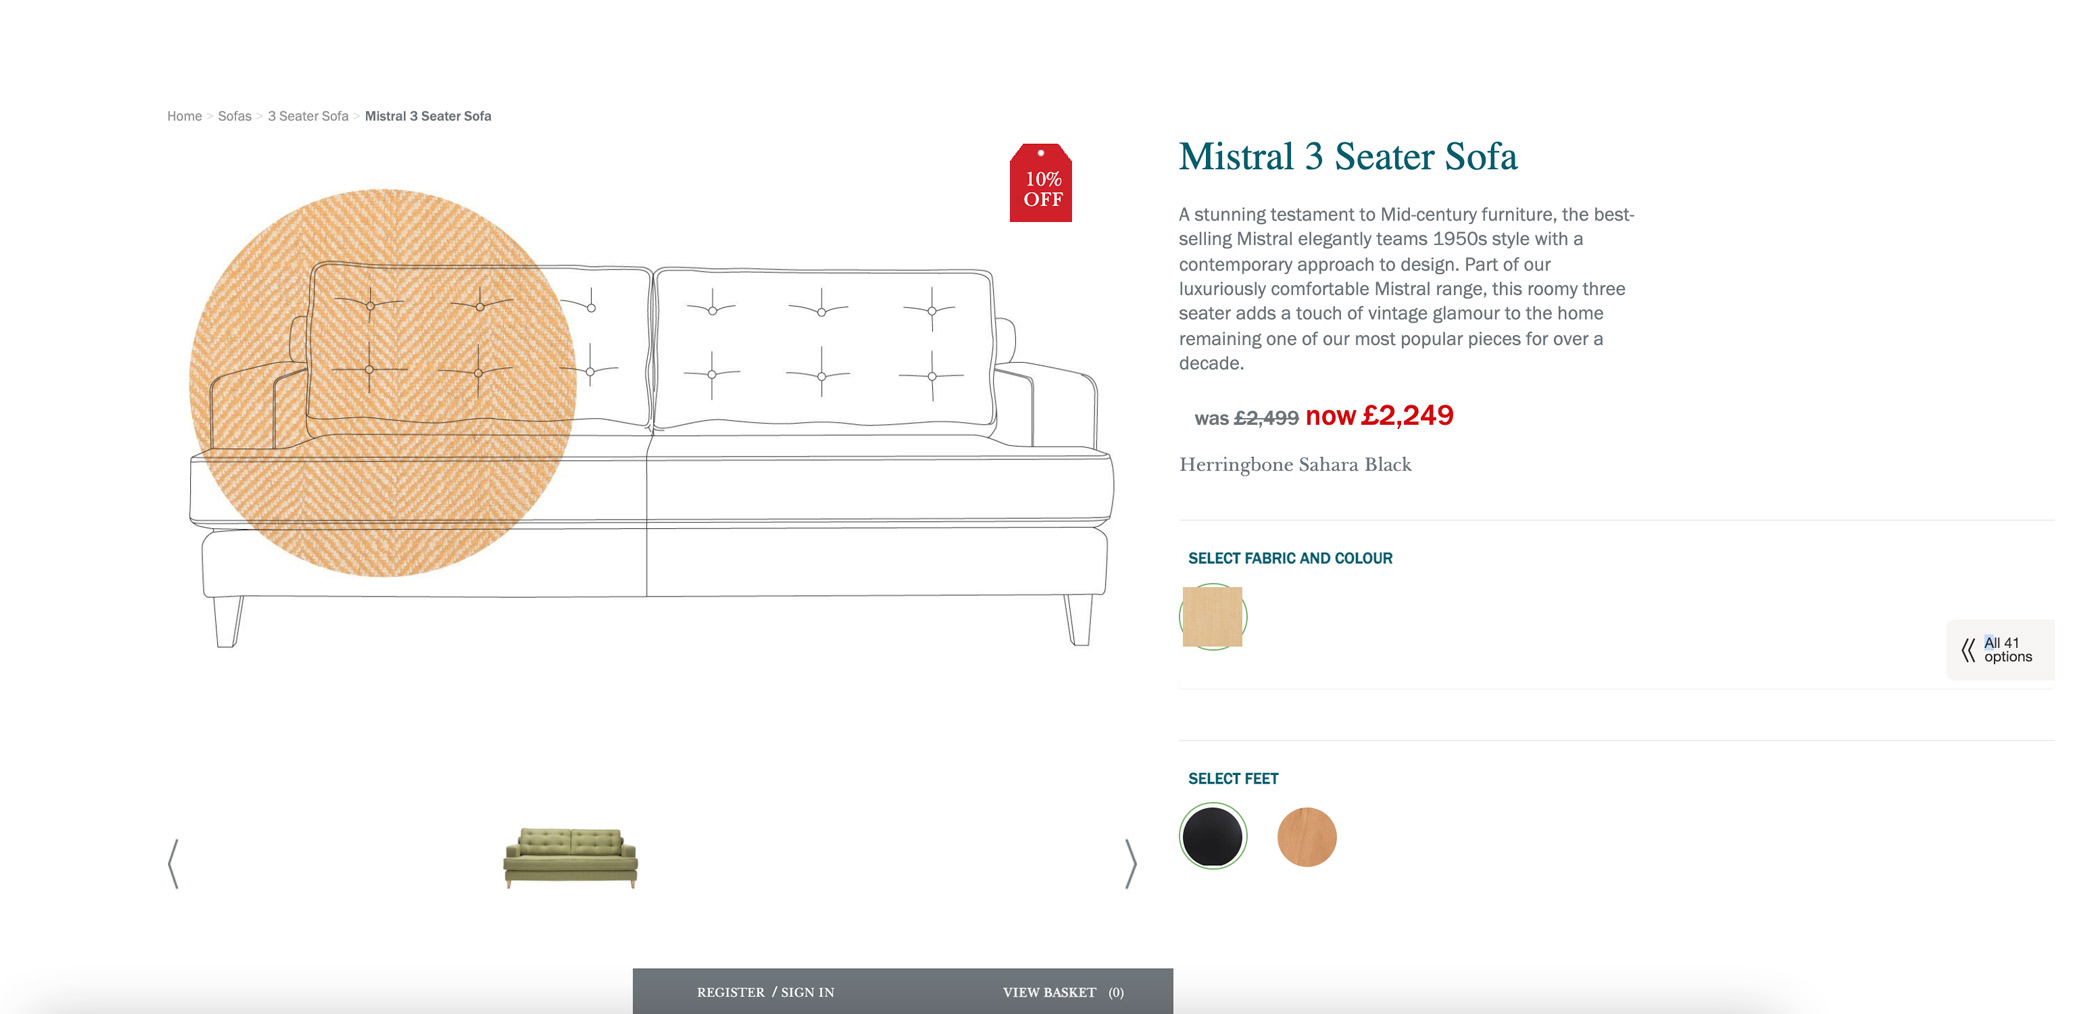 Home > Sofas > 3 Seater Sofa > Mistral 3 Seater Sofa
10%
OFF
Mistral 3 Seater Sofa
A stunning testament to Mid-century furniture, the best-
selling Mistral elegantly teams 1950s style with a
contemporary approach to design. Part of our
luxuriously comfortable Mistral range, this roomy three
seater adds a touch of vintage glamour to the home
remaining one of our most popular pieces for over a
decade.
was £2,499 now £2,249
Herringbone Sahara Black
SELECT FABRIC AND COLOUR
All 41
options
SELECT FEET
REGISTER / SIGN IN VIEW BASKET (0)